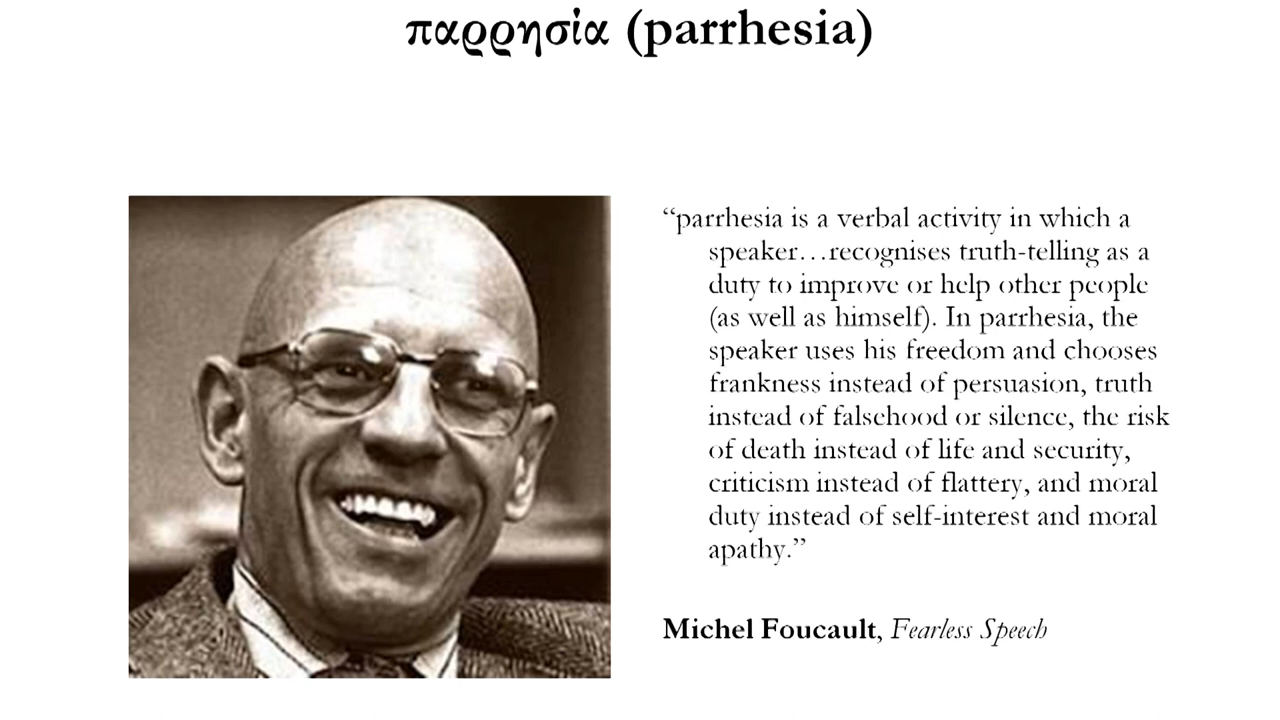 παρρησία (parrhesia)
“parrhesia is a verbal activity in which a
speaker…recognises truth-telling as a
duty to improve or help other people
(as well as himself). In parrhesia, the
speaker uses his freedom and chooses
frankness instead of persuasion, truth
instead of falsehood or silence, the risk
of death instead of life and security,
criticism instead of flattery, and moral
duty instead of self-interest and moral
apathy.”
Michel Foucault, Fearless Speech